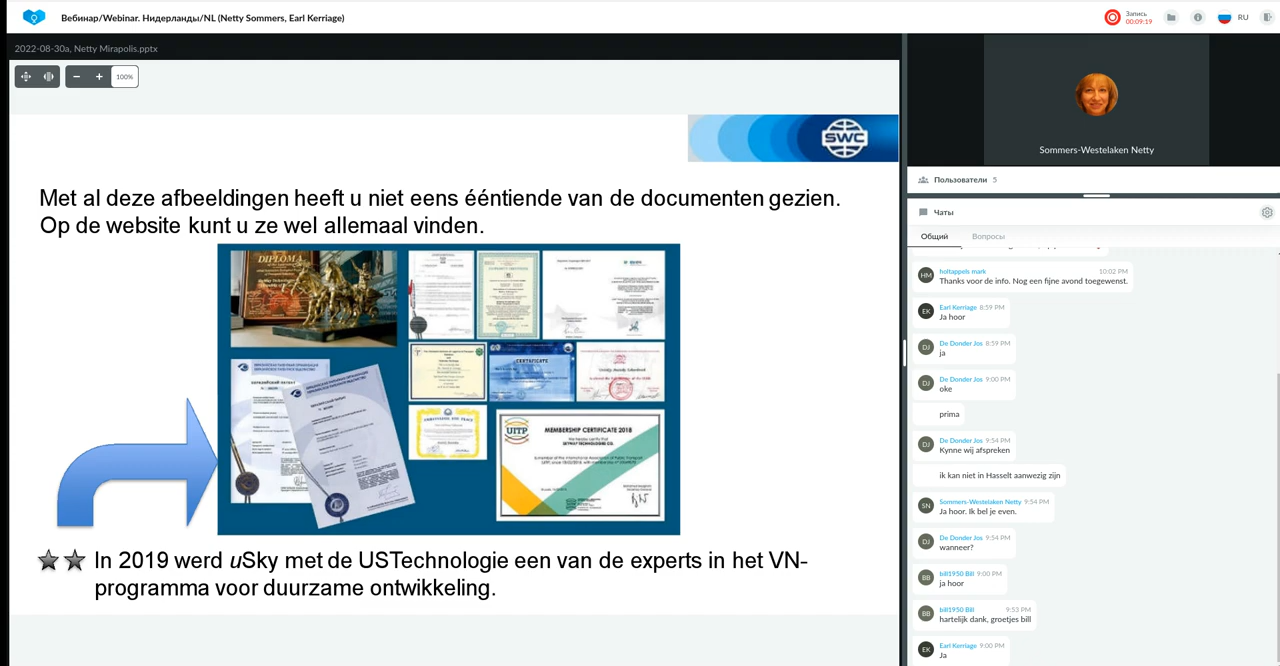 Вебинар/Webinar. Нидерланды/NL (Netty Sommers, Earl Kerriage)
Запись
00:09:19
RU
2022-08-30a, Netty Mirapolis.pptx
100%
SWC
Met al deze afbeeldingen heeft u niet eens ééntiende van de documenten gezien.
Op de website kunt u ze wel allemaal vinden.
DIPLOMA
CERTIFICATE
UITP
MEMBERSHIP CERTIFICATE 2018
In 2019 werd uSky met de USTechnologie een van de experts in het VN-
programma voor duurzame ontwikkeling.
Sommers-Westelaken Netty
Пользователи 5
Чаты
Общий
Вопросы
HM
holtappels mark 10:02 PM
Thanks voor de info. Nog een fijne avond toegewenst.
EK
Earl Kerriage 8:59 PM
Ja hoor
DJ
De Donder Jos 8:59 PM
ja
DJ
De Donder Jos 9:00 PM
oke
prima
DJ
De Donder Jos 9:54 PM
Kynne wij afspreken
ik kan niet in Hasselt aanwezig zijn
SN
Sommers-Westelaken Netty 9:54 PM
Ja hoor. Ik bel je even.
DJ
De Donder Jos 9:54 PM
wanneer?
BB
bill1950 Bill 9:00 PM
ja hoor
BB
bill1950 Bill 9:53 PM
hartelijk dank, groetjes bill
EK
Earl Kerriage 9:00 PM
Ja